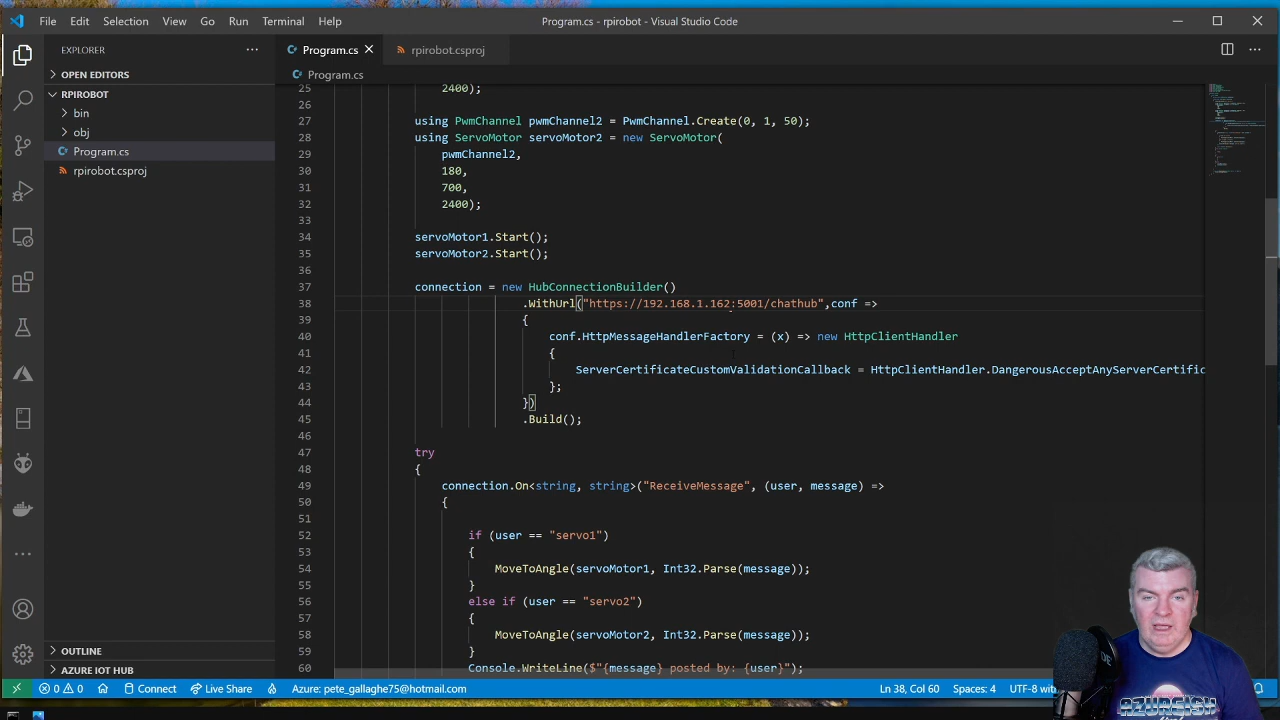 File Edit Selection View Go Run Terminal Help
Program.cs - rpirobot - Visual Studio Code
EXPLORER
OPEN EDITORS
RPIROBOT
bin
obj
Program.cs
rpirobot.csproj
OUTLINE
AZURE IOT HUB
Program.cs
rpirobot.csproj
Program.cs
25 2400);
26
27 using PwmChannel pwmChannel2 = PwmChannel.Create(0, 1, 50);
28 using ServoMotor servoMotor2 = new ServoMotor(
29 pwmChannel2,
30 180,
31 700,
32 2400);
33
34 servoMotor1.Start();
35 servoMotor2.Start();
36
37 connection = new HubConnectionBuilder()
38 .WithUrl("https://192.168.1.162:5001/chathub",conf =>
39 {
40 conf.HttpMessageHandlerFactory = (x) => new HttpClientHandler
41 {
42 ServerCertificateCustomValidationCallback = HttpClientHandler.DangerousAcceptAnyServerCertific
43 };
44 })
45 .Build();
46
47 try
48 {
49 connection.On<string, string>("ReceiveMessage", (user, message) =>
50 {
51
52 if (user == "servo1")
53 {
54 MoveToAngle(servoMotor1, Int32.Parse(message));
55 }
56 else if (user == "servo2")
57 {
58 MoveToAngle(servoMotor2, Int32.Parse(message));
59 }
60 Console.WriteLine($"{message} posted by: {user}");
0 0 Connect Live Share Azure: pete_gallaghe75@hotmail.com Ln 38, Col 60 Spaces: 4 UTF-8 wit
AZUREISH